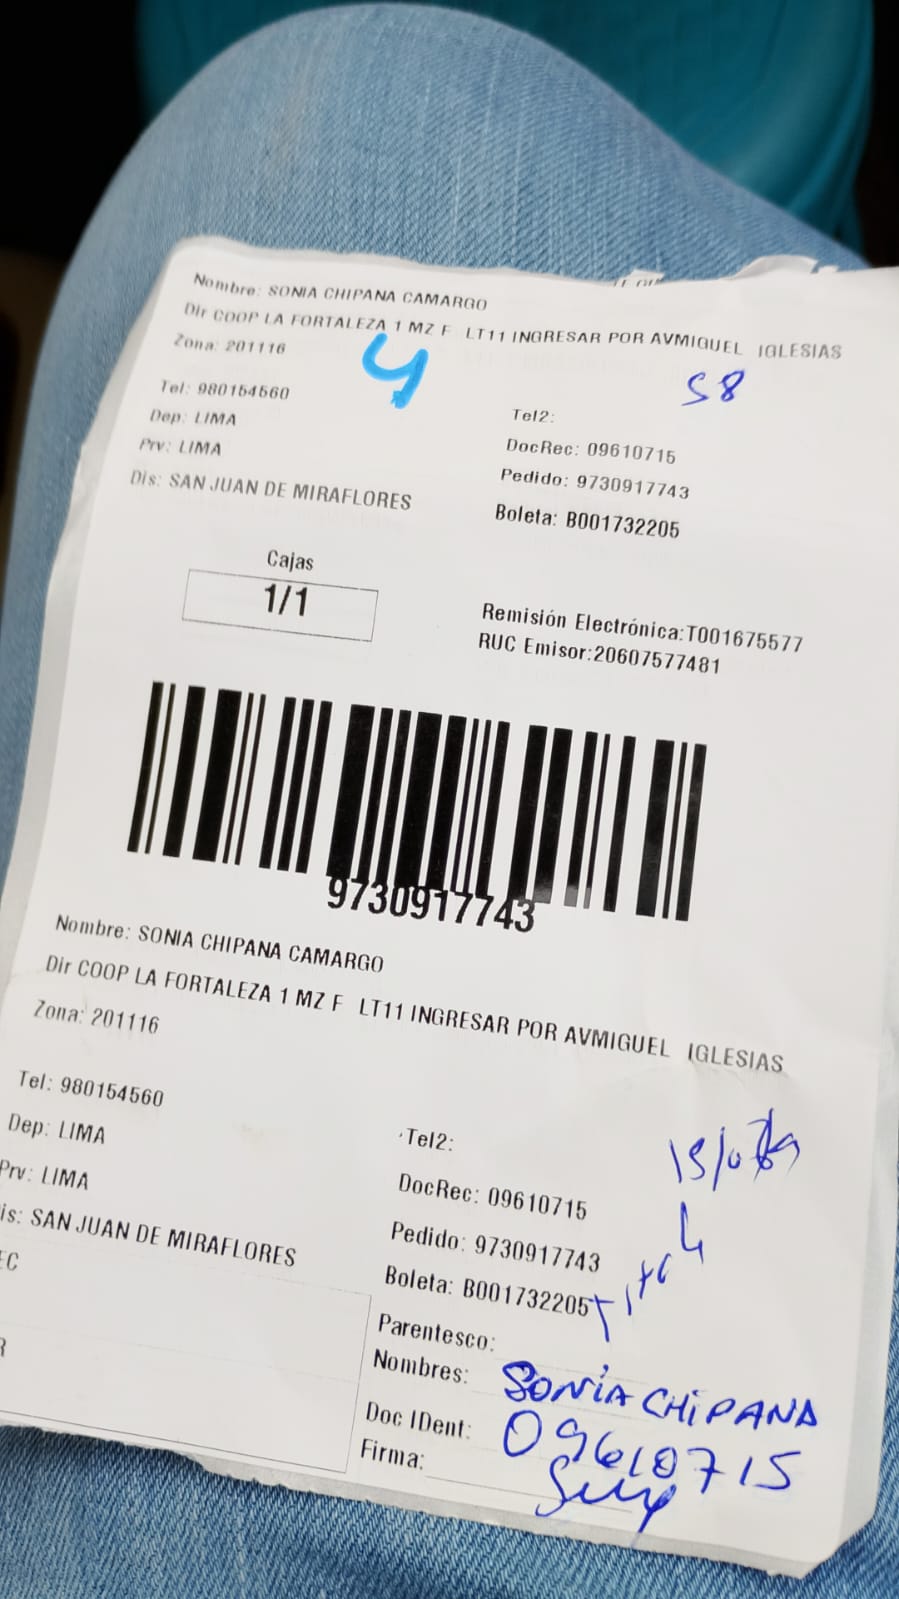 Nombre: SONIA CHIPANA CAMARGO
Dir COOP LA FORTALEZA 1 MZ F LT11 INGRESAR POR AVMIGUEL IGLESIAS
Zona: 201116
4
S8
Tel: 980154560
Tel2:
Dep: LIMA
DocRec: 09610715
Prv: LIMA
Pedido: 9730917743
Dis: SAN JUAN DE MIRAFLORES
Boleta: B001732205
Cajas
1/1
Remisión Electrónica:T001675577
RUC Emisor:20607577481
9730917743
Nombre: SONIA CHIPANA CAMARGO
Dir COOP LA FORTALEZA 1 MZ F LT11 INGRESAR POR AVMIGUEL IGLESIAS
Zona: 201116
Tel: 980154560
Tel2:
Dep: LIMA
DocRec: 09610715
Prv: LIMA
Pedido: 9730917743
is: SAN JUAN DE MIRAFLORES
Boleta: B001732205
EC
Titul
Parentesco:
Nombres: SONIA CHIPANA
R
Doc IDent: 09610715
Firma: